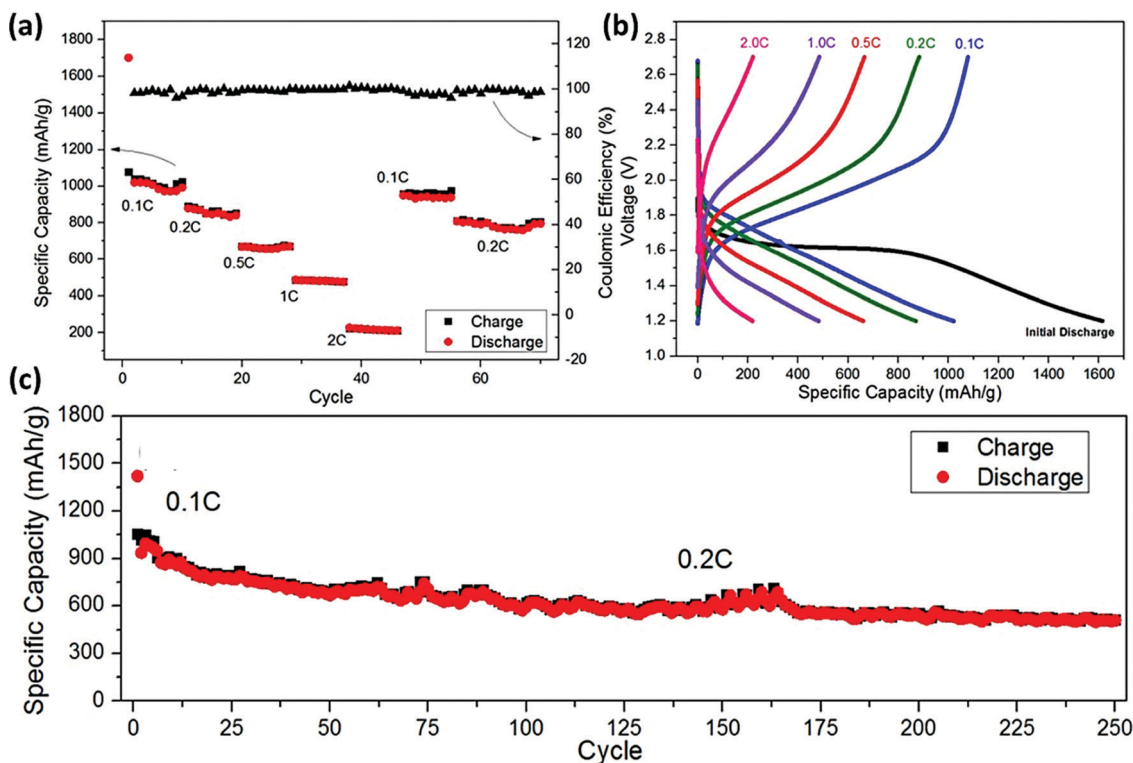 (a)
1800
1600
1400
1200
1000
800
600
400
200
Specific Capacity (mAh/g)
120
100
80
60
40
20
0
-20
Coulomic Efficiency (%)
0.1C
0.2C
0.5C
1C
2C
0.1C
0.2C
Charge
Discharge
0 20 40 60
Cycle
(b)
2.8
2.6
2.4
2.2
2.0
1.8
1.6
1.4
1.2
1.0
Voltage (V)
2.0C 1.0C 0.5C 0.2C 0.1C
Initial Discharge
0 200 400 600 800 1000 1200 1400 1600
Specific Capacity (mAh/g)
(c)
1800
1500
1200
900
600
300
0
Specific Capacity (mAh/g)
0.1C
0.2C
Charge
Discharge
0 25 50 75 100 125 150 175 200 225 250
Cycle